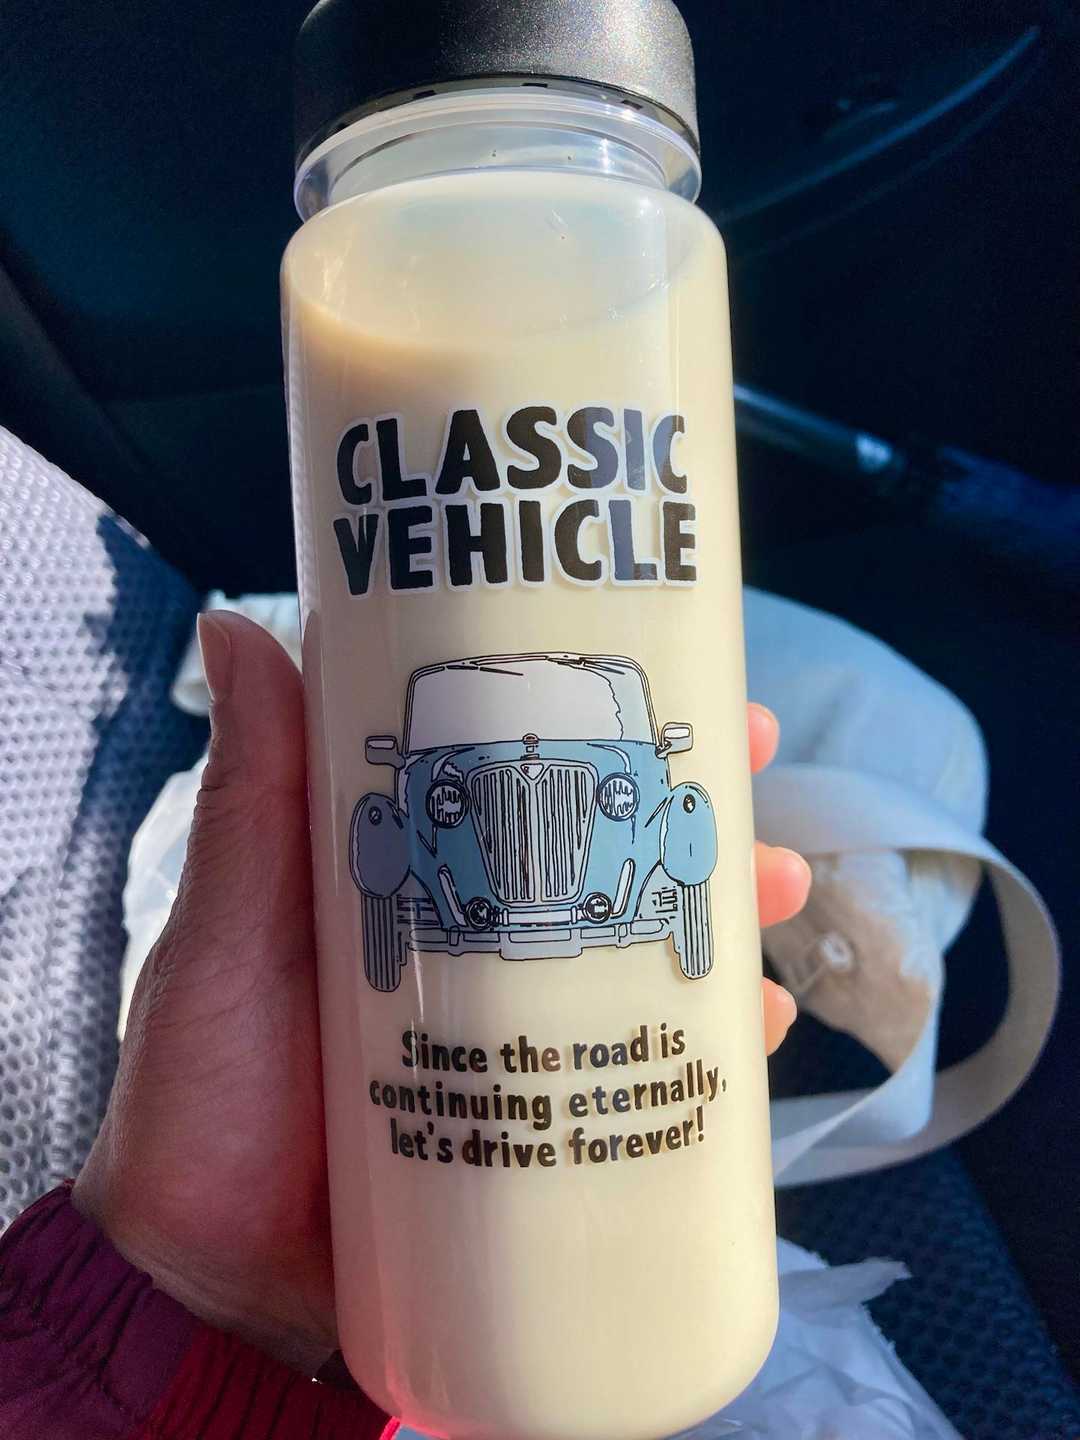 CLASSIC
VEHICLE
Since the road is
continuing eternally,
let's drive forever!